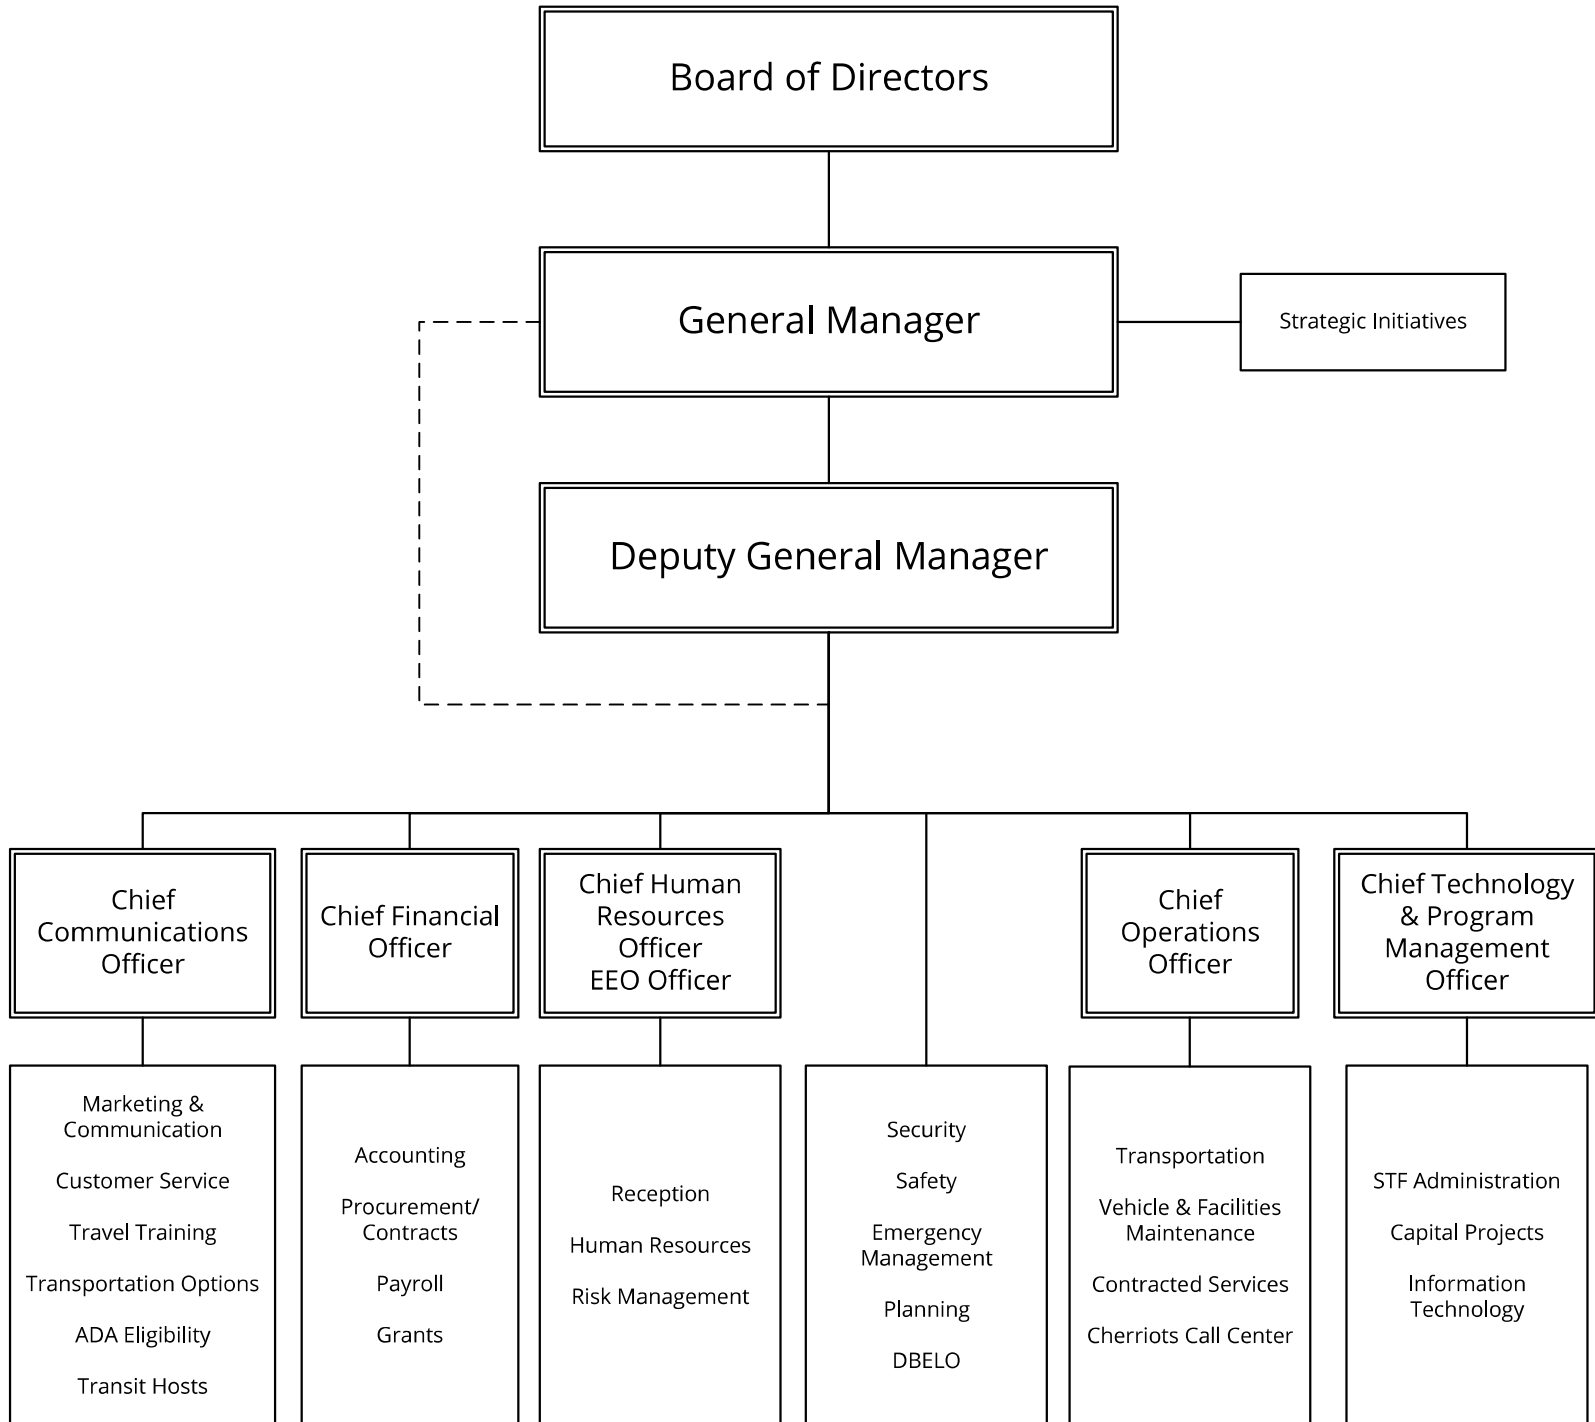 Board of Directors
General Manager
Strategic Initiatives
Deputy General Manager
Chief
Communications
Officer
Chief Financial
Officer
Chief Human
Resources
Officer
EEO Officer
Chief
Operations
Officer
Chief Technology
& Program
Management
Officer
Marketing &
Communication
Customer Service
Travel Training
Transportation Options
ADA Eligibility
Transit Hosts
Accounting
Procurement/
Contracts
Payroll
Grants
Reception
Human Resources
Risk Management
Security
Safety
Emergency
Management
Planning
DBELO
Transportation
Vehicle & Facilities
Maintenance
Contracted Services
Cherriots Call Center
STF Administration
Capital Projects
Information
Technology